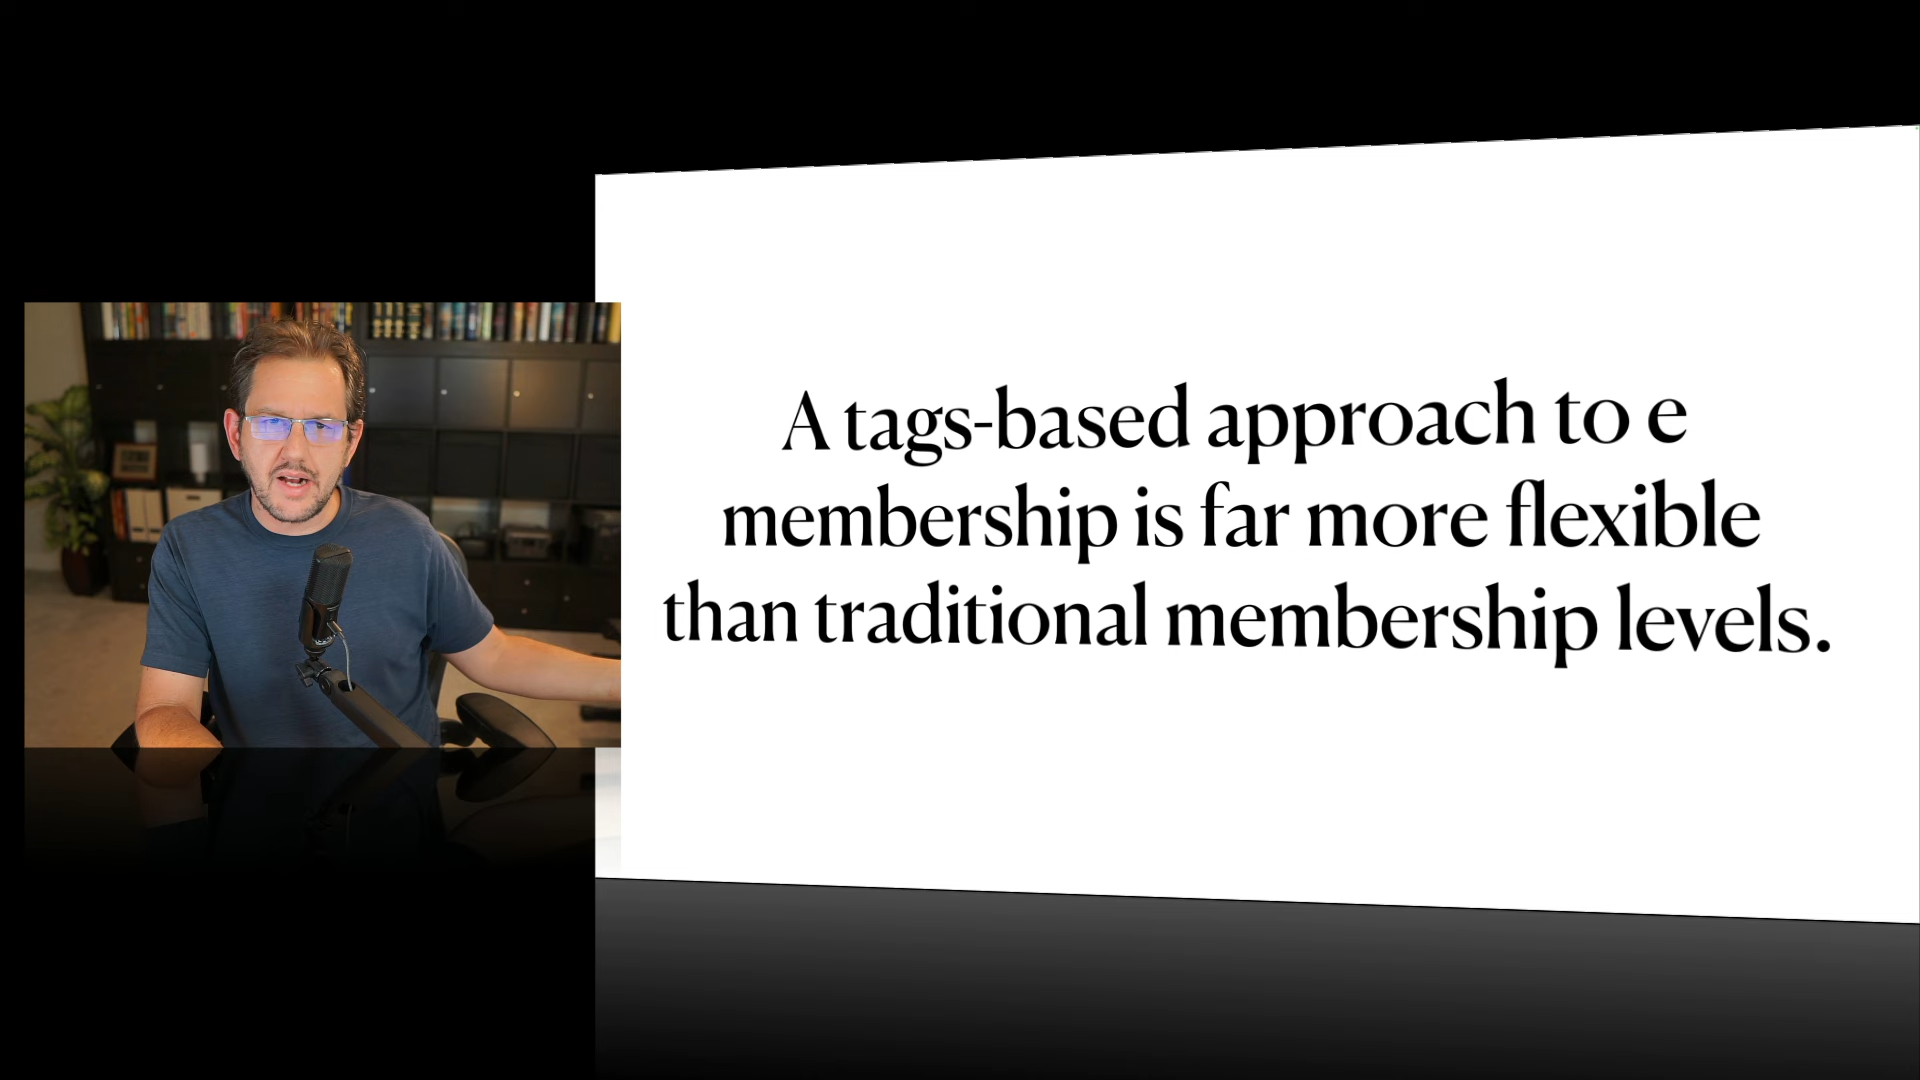 A tags-based approach to e
membership is far more flexible
than traditional membership levels.